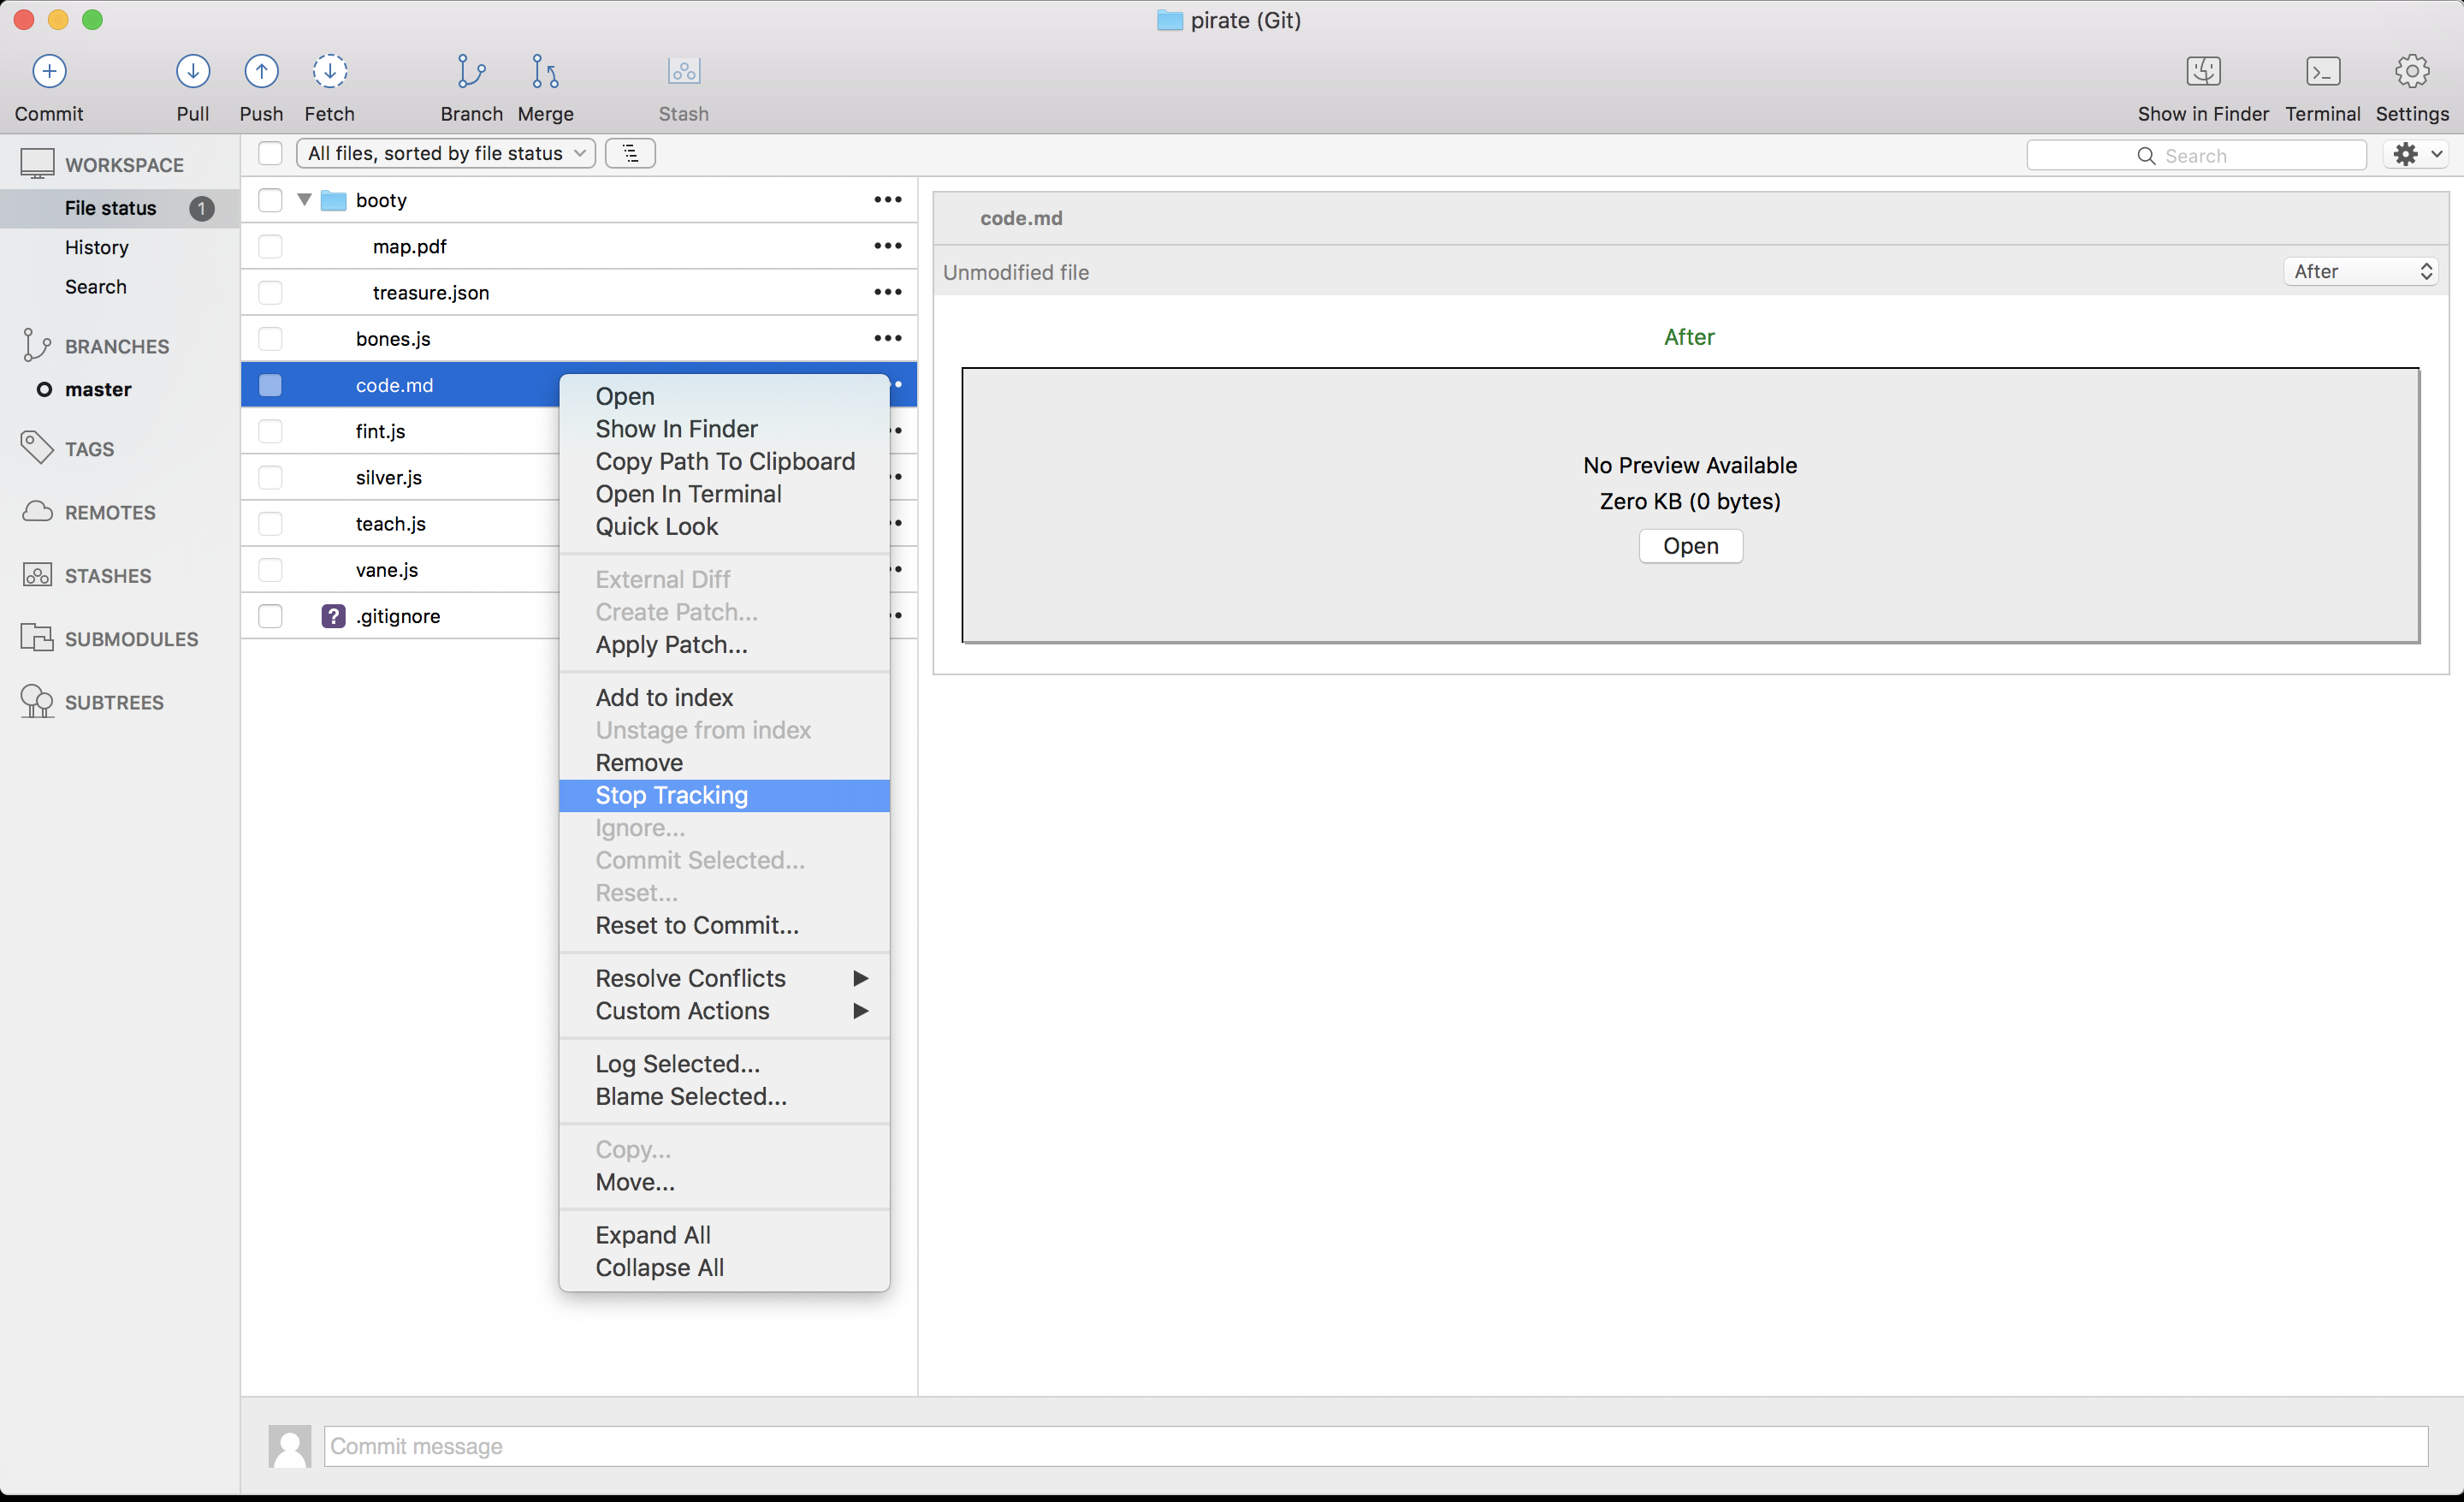 pirate (Git)
Commit
Pull
Push
Fetch
Branch
Merge
Stash
Show in Finder
Terminal
Settings
WORKSPACE
File status 1
History
Search
BRANCHES
master
TAGS
REMOTES
STASHES
SUBMODULES
SUBTREES
All files, sorted by file status
Search
booty
map.pdf
treasure.json
bones.js
code.md
fint.js
silver.js
teach.js
vane.js
? .gitignore
Open
Show In Finder
Copy Path To Clipboard
Open In Terminal
Quick Look
External Diff
Create Patch...
Apply Patch...
Add to index
Unstage from index
Remove
Stop Tracking
Ignore...
Commit Selected...
Reset...
Reset to Commit...
Resolve Conflicts
Custom Actions
Log Selected...
Blame Selected...
Copy...
Move...
Expand All
Collapse All
code.md
Unmodified file
After
After
No Preview Available
Zero KB (0 bytes)
Open
Commit message